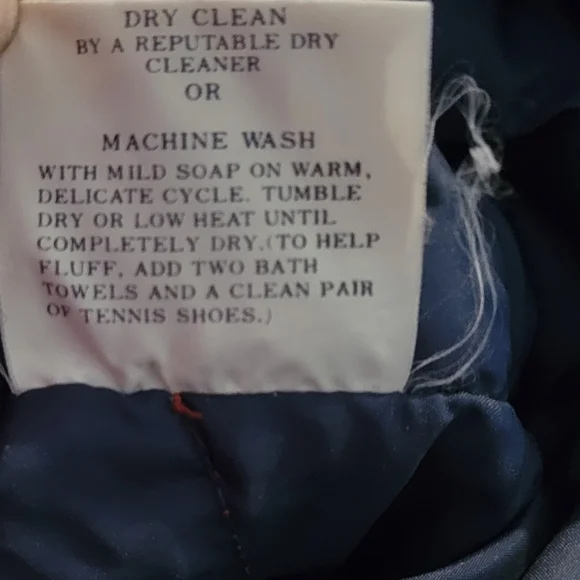 DRY CLEAN
BY A REPUTABLE DRY
CLEANER
OR
MACHINE WASH
WITH MILD SOAP ON WARM,
DELICATE CYCLE. TUMBLE
DRY OR LOW HEAT UNTIL
COMPLETELY DRY.(TO HELP
FLUFF, ADD TWO BATH
TOWELS AND A CLEAN PAIR
OF TENNIS SHOES.)